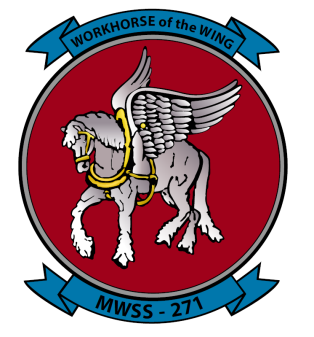 WORKHORSE of the WING
MWSS - 271